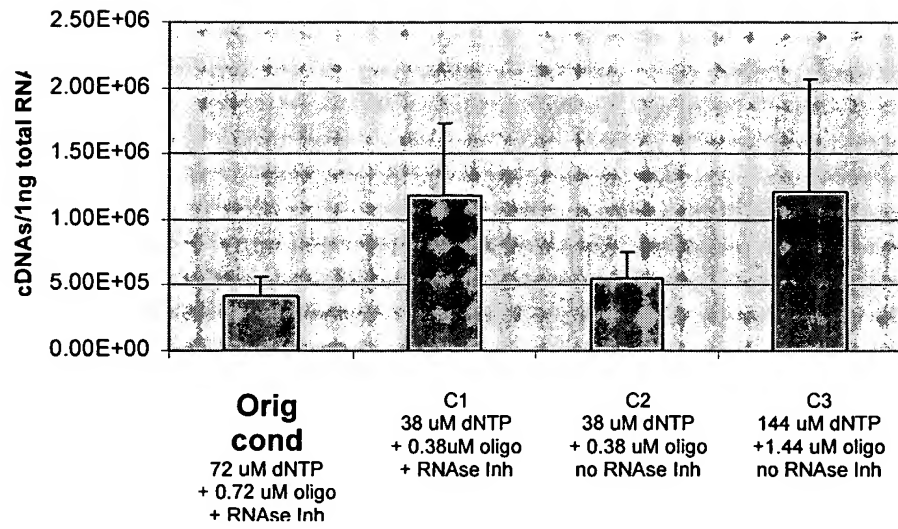 2.50E+06
2.00E+06
1.50E+06
1.00E+06
5.00E+05
0.00E+00
cDNAs/1ng total RNA
Orig
cond
72 uM dNTP
+ 0.72 uM oligo
+ RNAse Inh
C1
38 uM dNTP
+ 0.38uM oligo
+ RNAse Inh
C2
38 uM dNTP
+ 0.38 uM oligo
no RNAse Inh
C3
144 uM dNTP
+1.44 uM oligo
no RNAse Inh